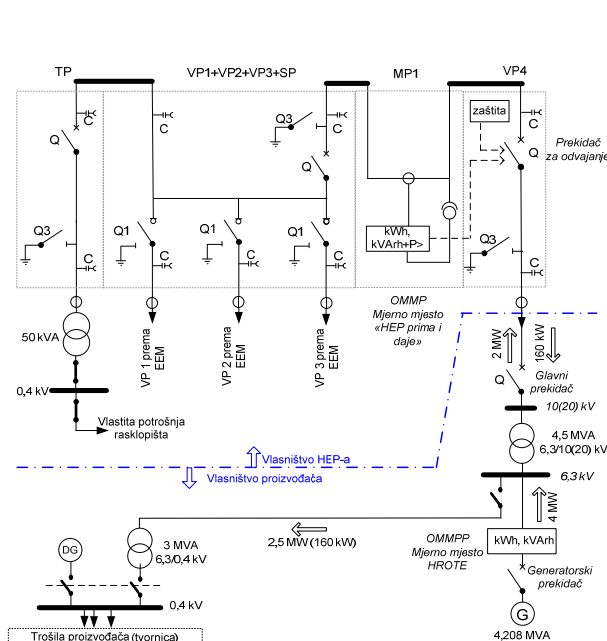 TP
VP1+VP2+VP3+SP
MP1
VP4
C
C
C
C
zaštita
Q3
Q
Q
Q
Prekidač
za odvajanje
Q3
Q1
Q1
Q1
kWh,
kVArh+P>
Q3
C
C
C
C
C
50 kVA
VP 1 prema
EEM
VP 2 prema
EEM
VP 3 prema
EEM
OMMP
Mjerno mjesto
«HEP prima i
daje»
2 MW
160 kW
Q
Glavni
prekidač
0,4 kV
10(20) kV
Vlastita potrošnja
rasklopišta
4,5 MVA
6,3/10(20) kV
Vlasništvo HEP-a
Vlasništvo proizvođača
6,3 kV
4 MW
2,5 MW (160 kW)
OMMPP
Mjerno mjesto
HROTE
kWh, kVArh
DG
3 MVA
6,3/0,4 kV
Generatorski
prekidač
0,4 kV
G
4,208 MVA
Trošila proizvođača (tvornica)